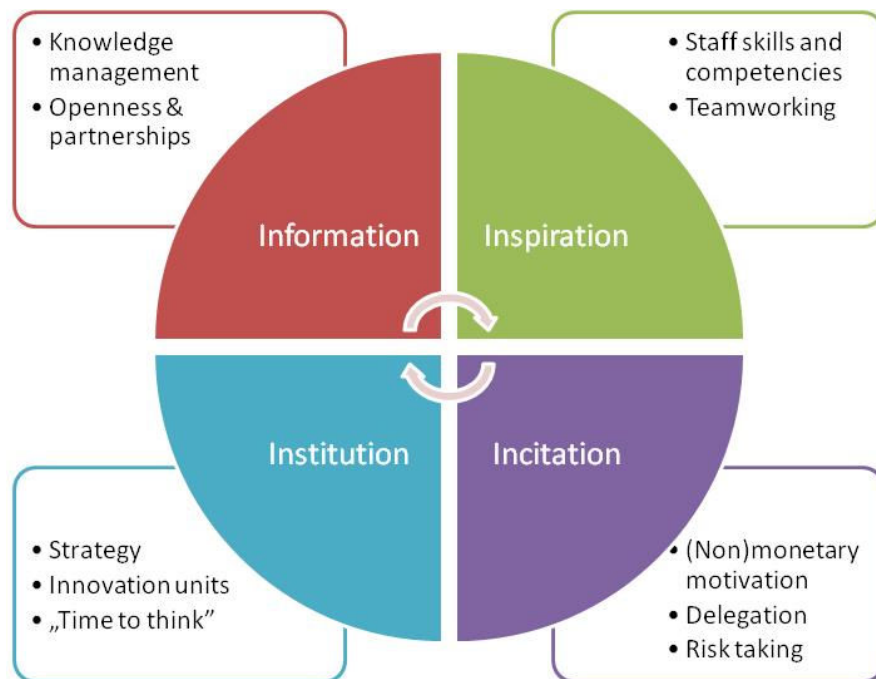 • Knowledge
management
• Openness &
partnerships
• Staff skills and
competencies
• Teamworking
Information
Inspiration
Institution
Incitation
• Strategy
• Innovation units
• „Time to think”
• (Non)monetary
motivation
• Delegation
• Risk taking